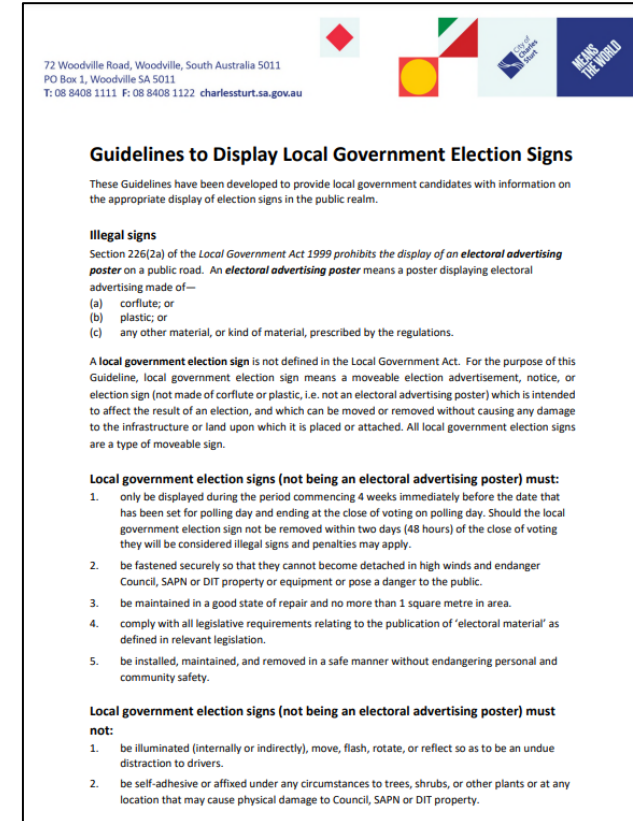 72 Woodville Road, Woodville, South Australia 5011
PO Box 1, Woodville SA 5011
T: 08 8408 1111 F: 08 8408 1122 charlessturt.sa.gov.au
City of
Charles
Sturt
MEANS
THE WORLD
Guidelines to Display Local Government Election Signs
These Guidelines have been developed to provide local government candidates with information on
the appropriate display of election signs in the public realm.
Illegal signs
Section 226(2a) of the Local Government Act 1999 prohibits the display of an electoral advertising
poster on a public road. An electoral advertising poster means a poster displaying electoral
advertising made of—
(a) corflute; or
(b) plastic; or
(c) any other material, or kind of material, prescribed by the regulations.
A local government election sign is not defined in the Local Government Act. For the purpose of this
Guideline, local government election sign means a moveable election advertisement, notice, or
election sign (not made of corflute or plastic, i.e. not an electoral advertising poster) which is intended
to affect the result of an election, and which can be moved or removed without causing any damage
to the infrastructure or land upon which it is placed or attached. All local government election signs
are a type of moveable sign.
Local government election signs (not being an electoral advertising poster) must:
1. only be displayed during the period commencing 4 weeks immediately before the date that
has been set for polling day and ending at the close of voting on polling day. Should the local
government election sign not be removed within two days (48 hours) of the close of voting
they will be considered illegal signs and penalties may apply.
2. be fastened securely so that they cannot become detached in high winds and endanger
Council, SAPN or DIT property or equipment or pose a danger to the public.
3. be maintained in a good state of repair and no more than 1 square metre in area.
4. comply with all legislative requirements relating to the publication of ‘electoral material’ as
defined in relevant legislation.
5. be installed, maintained, and removed in a safe manner without endangering personal and
community safety.
Local government election signs (not being an electoral advertising poster) must
not:
1. be illuminated (internally or indirectly), move, flash, rotate, or reflect so as to be an undue
distraction to drivers.
2. be self-adhesive or affixed under any circumstances to trees, shrubs, or other plants or at any
location that may cause physical damage to Council, SAPN or DIT property.